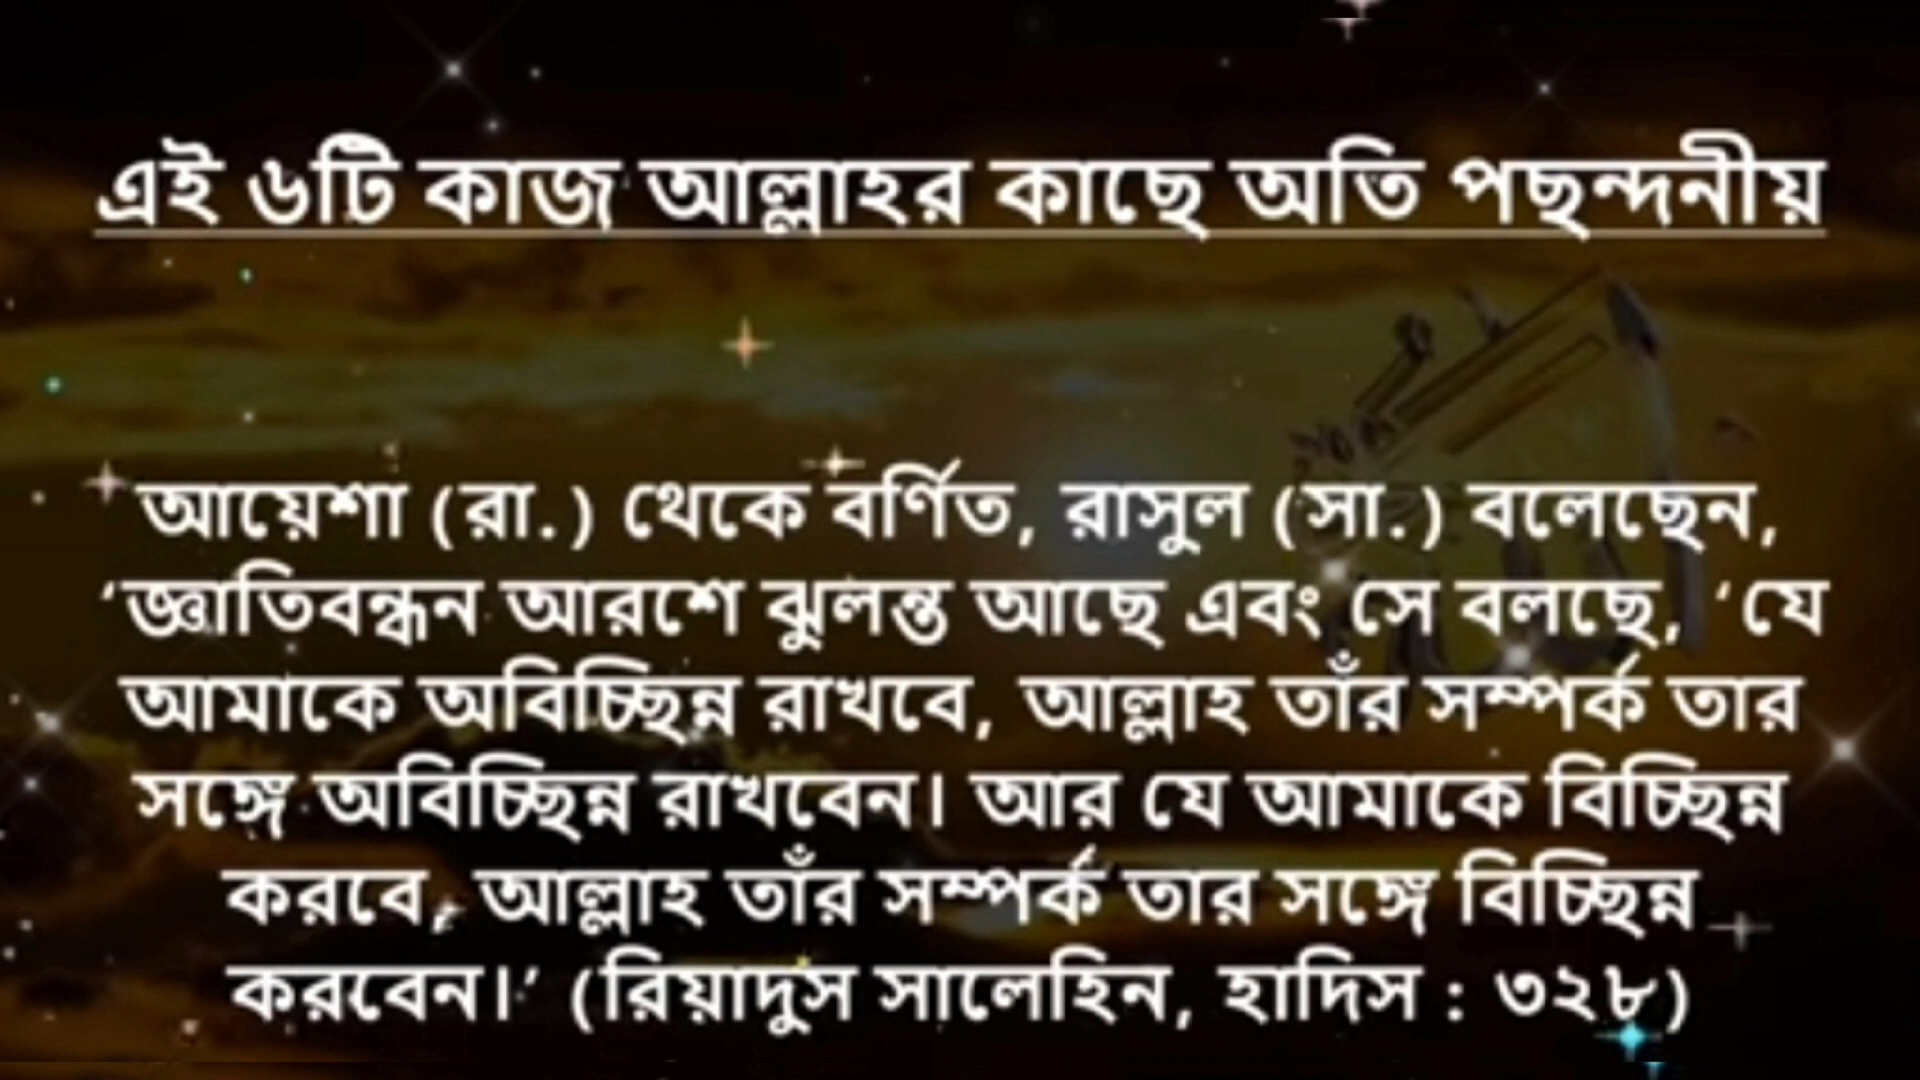 এই ৬টি কাজ আল্লাহর কাছে অতি পছন্দনীয়
আয়েশা (রা.) থেকে বর্ণিত, রাসুল (সা.) বলেছেন,
‘জ্ঞাতিবন্ধন আরশে ঝুলন্ত আছে এবং সে বলছে, ‘যে
আমাকে অবিচ্ছিন্ন রাখবে, আল্লাহ তাঁর সম্পর্ক তার
সঙ্গে অবিচ্ছিন্ন রাখবেন। আর যে আমাকে বিচ্ছিন্ন
করবে, আল্লাহ তাঁর সম্পর্ক তার সঙ্গে বিচ্ছিন্ন
করবেন।’ (রিয়াদুস সালেহিন, হাদিস : ৩২৮)